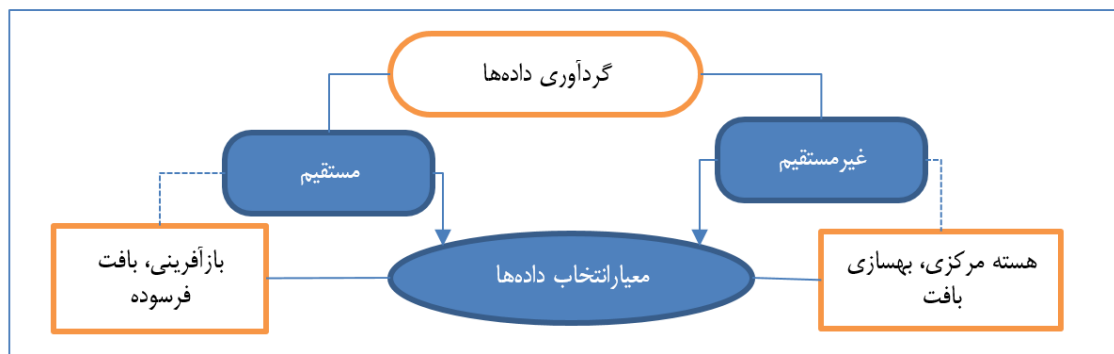 گردآوری داده‌ها
غیرمستقیم
مستقیم
هسته مرکزی، بهسازی
بافت
معیارانتخاب داده‌ها
بازآفرینی، بافت
فرسوده